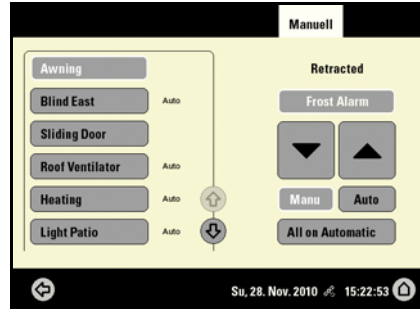 Manuell
Awning
Retracted
Blind East Auto
Frost Alarm
Sliding Door
Roof Ventilator Auto
Heating Auto
Manu Auto
Light Patio Auto
All on Automatic
Su, 28. Nov. 2010 15:22:53